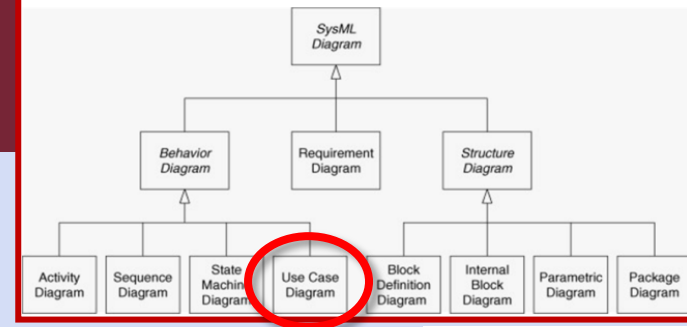 SysML
Diagram
Behavior
Diagram
Requirement
Diagram
Structure
Diagram
Activity
Diagram
Sequence
Diagram
State
Machine
Diagram
Use Case
Diagram
Block
Definition
Diagram
Internal
Block
Diagram
Parametric
Diagram
Package
Diagram